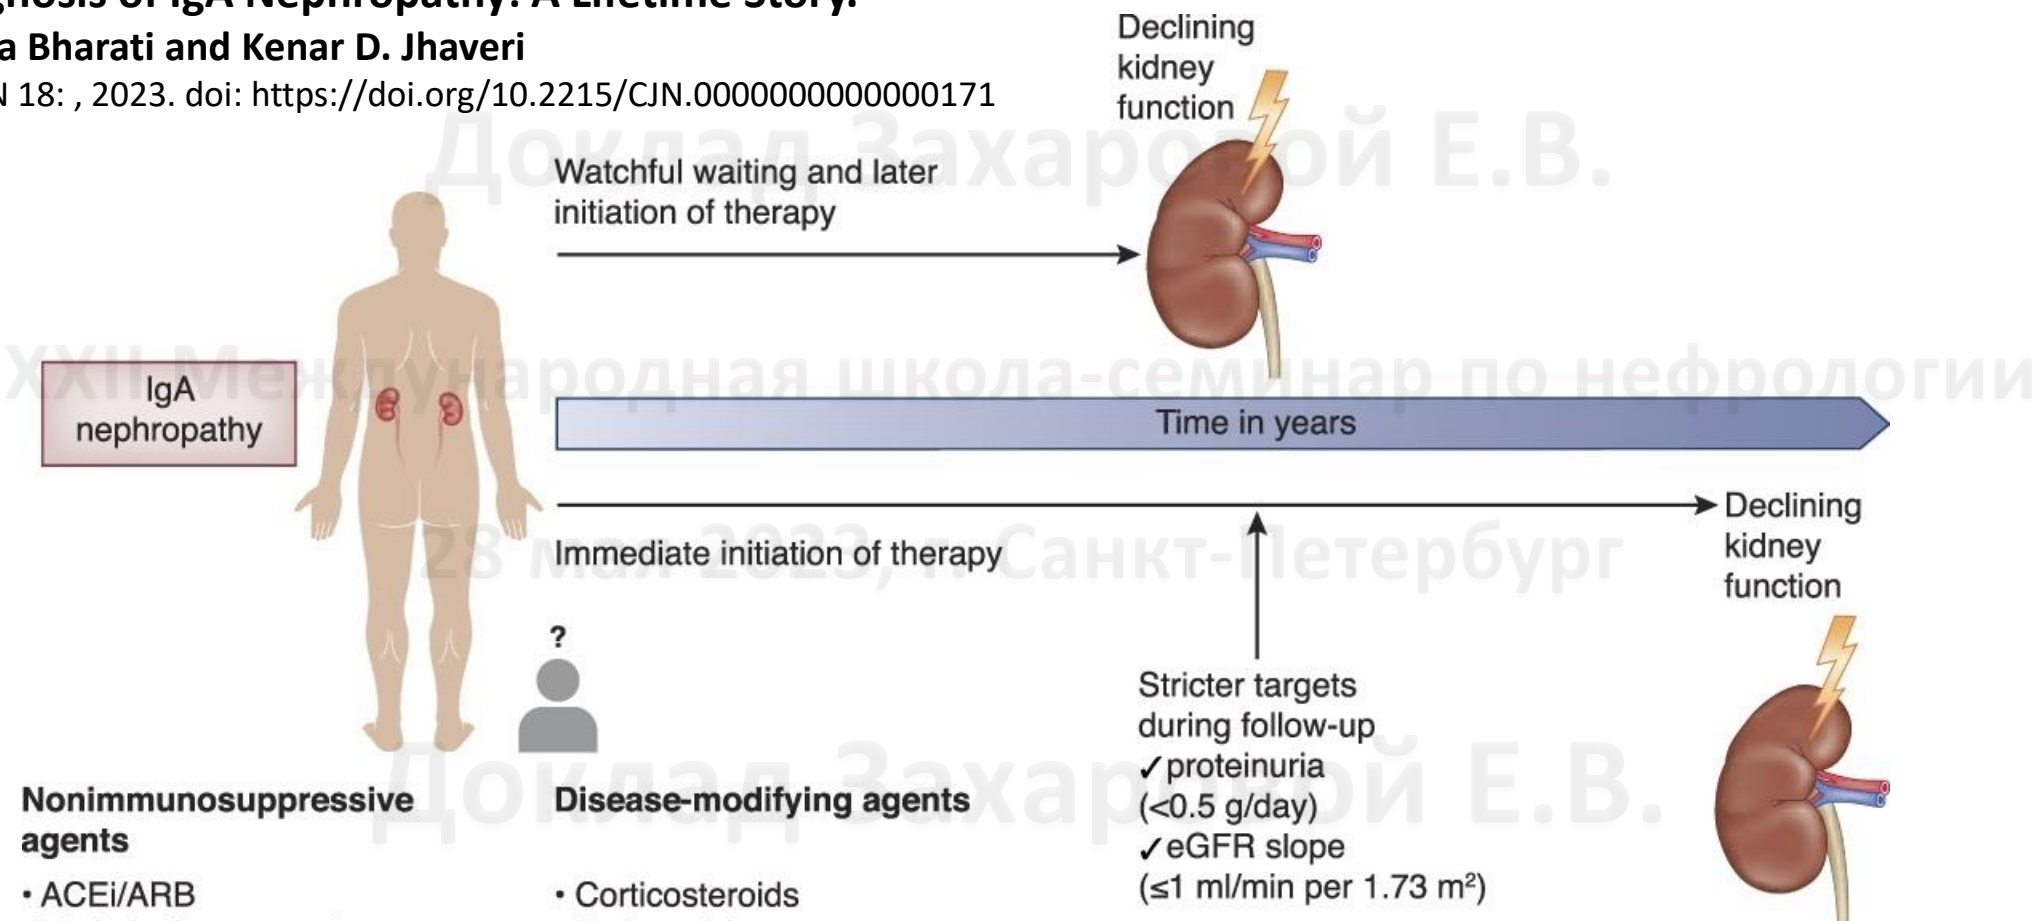 IgA Nephropathy: A Lifetime Story.
Bharati and Kenar D. Jhaveri
18: , 2023. doi: https://doi.org/10.2215/CJN.0000000000000171
Declining
kidney
function
Доклад Захаровой Е.В.
Watchful waiting and later
initiation of therapy
XXII Международная школа-семинар по нефрологии
IgA
nephropathy
Time in years
28 мая 2023, г. Санкт-Петербург
Immediate initiation of therapy
Declining
kidney
function
?
Stricter targets
during follow-up
✓proteinuria
(<0.5 g/day)
✓eGFR slope
(≤1 ml/min per 1.73 m²)
Доклад Захаровой Е.В.
Nonimmunosuppressive
agents
• ACEi/ARB
Disease-modifying agents
• Corticosteroids